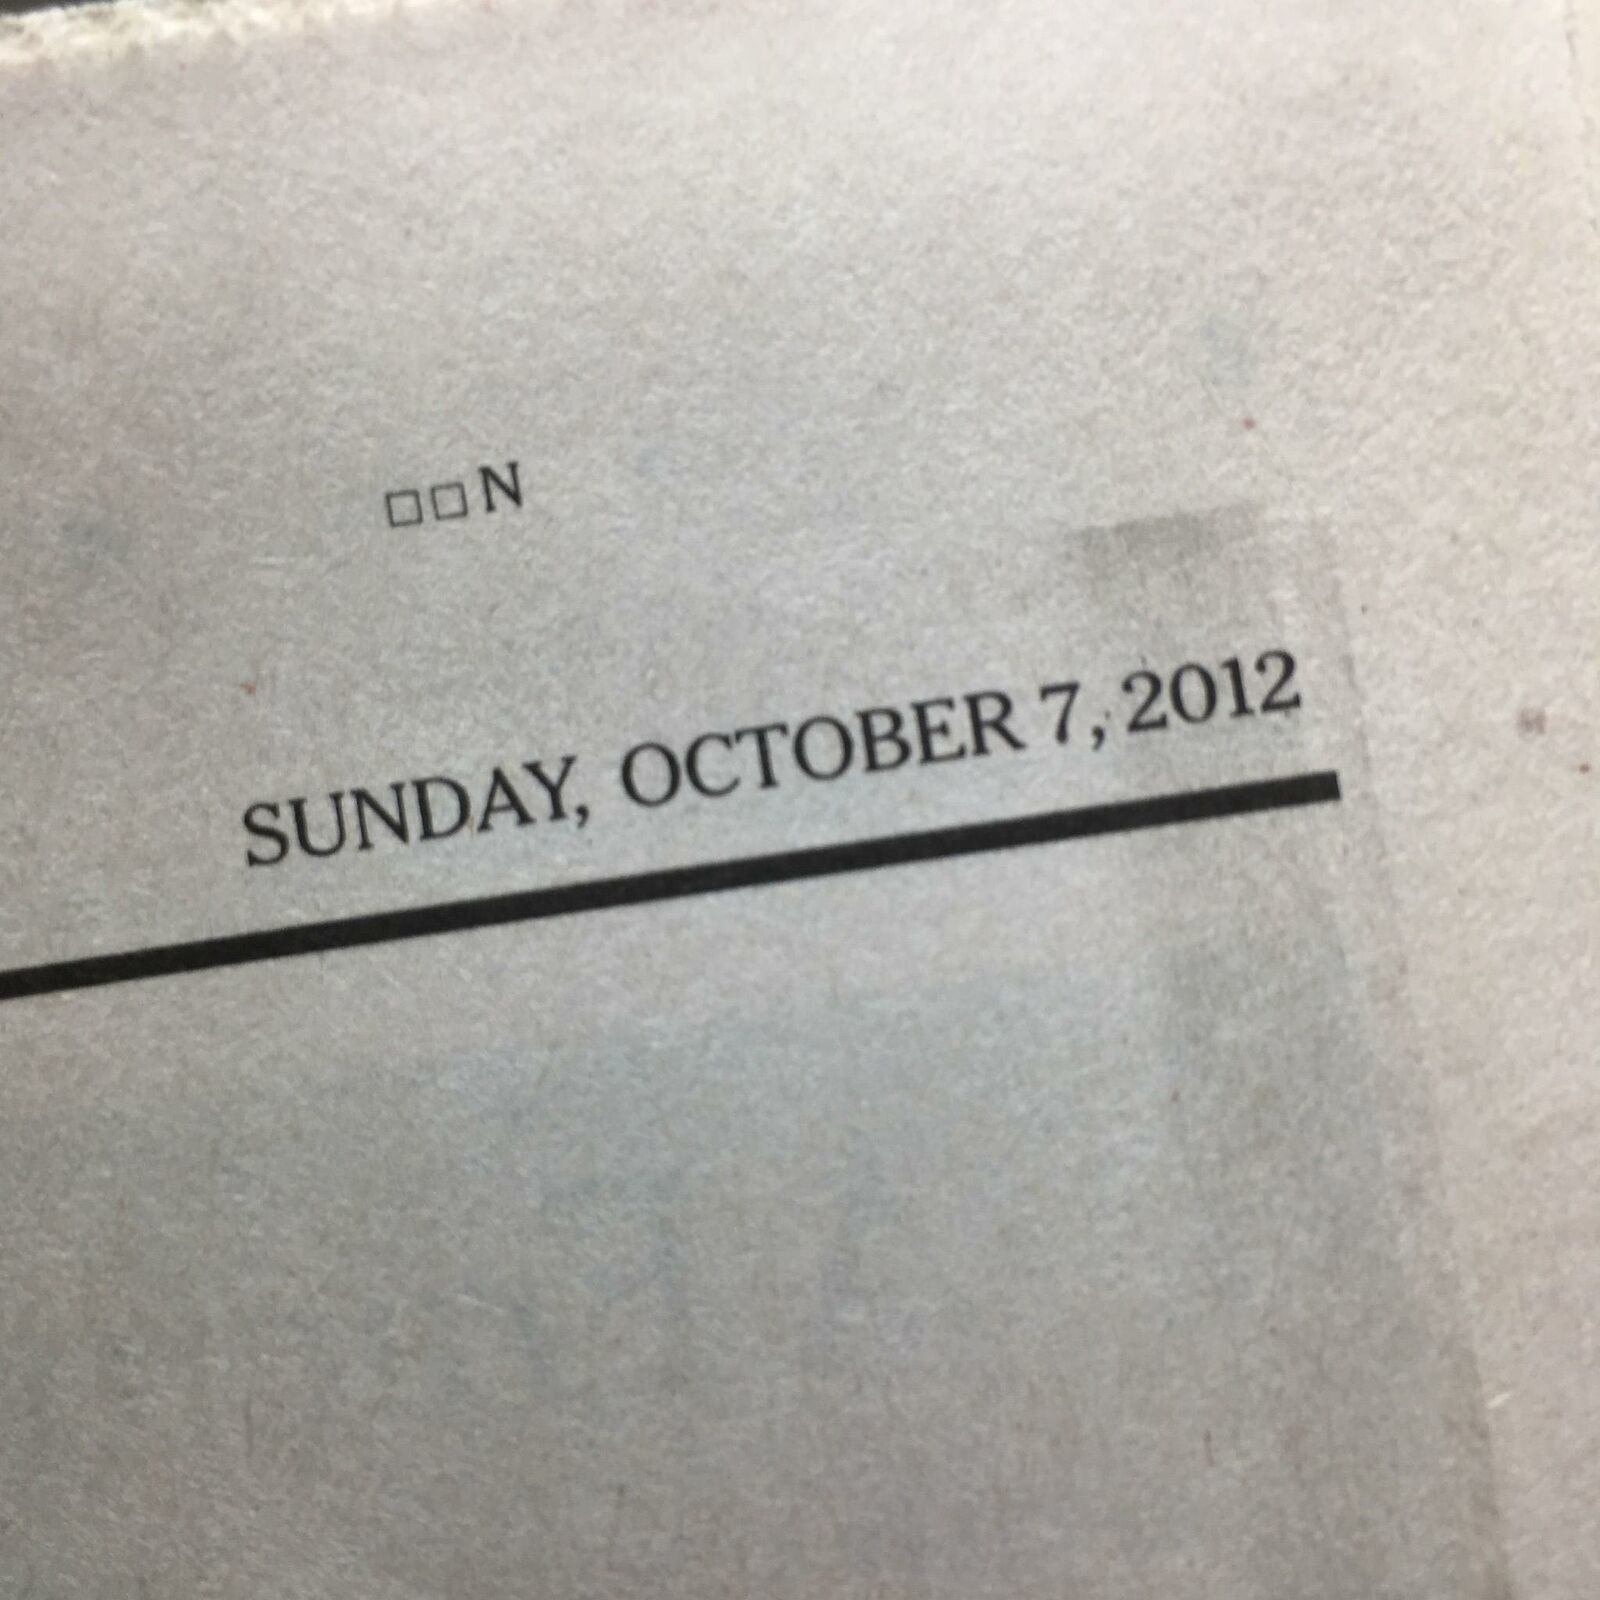 □□N
SUNDAY, OCTOBER 7, 2012